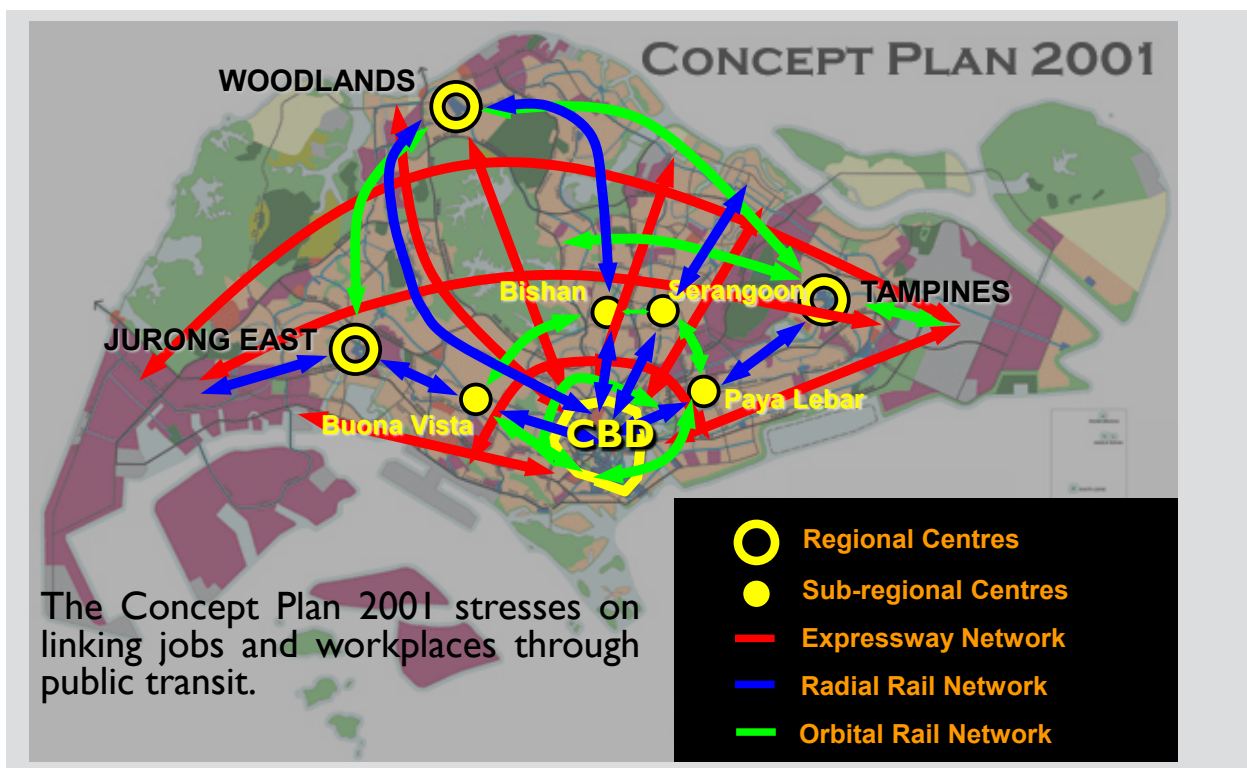 CONCEPT PLAN 2001
WOODLANDS
Bishan
Serangoon
TAMPINES
JURONG EAST
Buona Vista
Paya Lebar
CBD
Regional Centres
Sub-regional Centres
Expressway Network
Radial Rail Network
Orbital Rail Network
The Concept Plan 2001 stresses on
linking jobs and workplaces through
public transit.